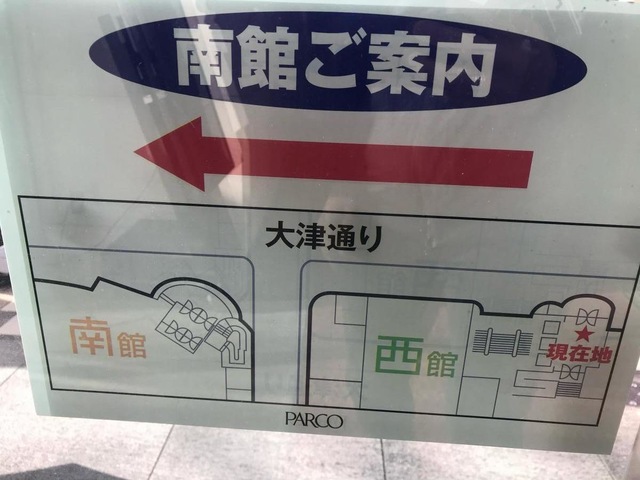 南館ご案内
大津通り
南館
西館
現在地
PARCO